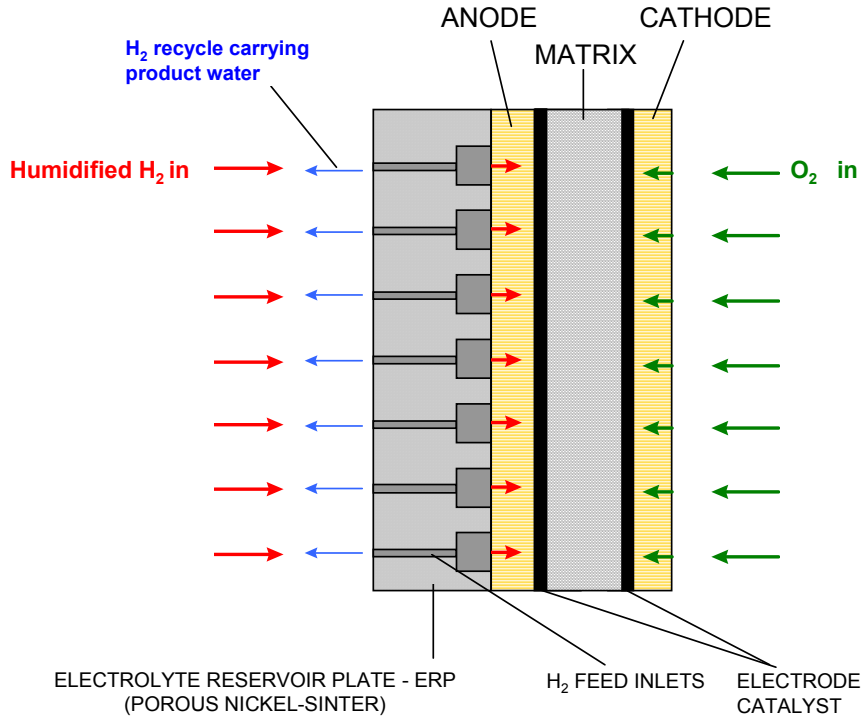 ANODE
CATHODE
H₂ recycle carrying
product water
MATRIX
Humidified H₂ in
O₂ in
ELECTROLYTE RESERVOIR PLATE - ERP
(POROUS NICKEL-SINTER)
H₂ FEED INLETS
ELECTRODE
CATALYST